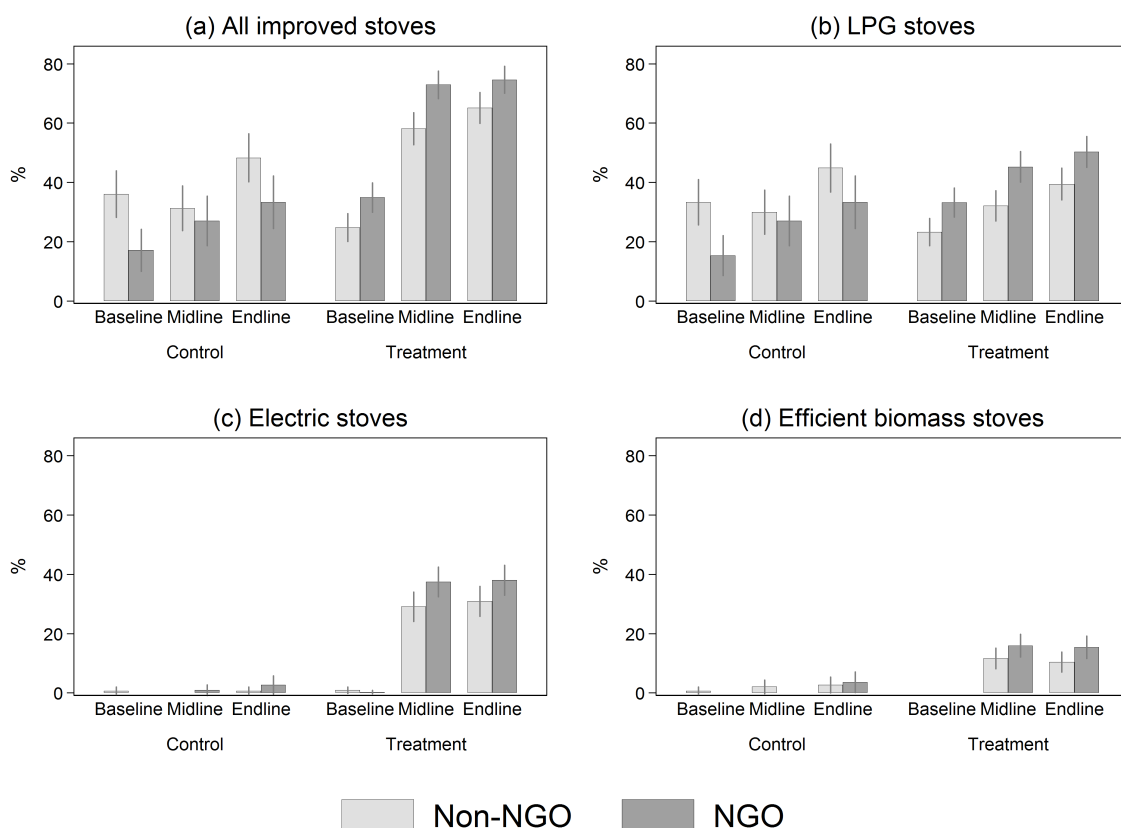 (a) All improved stoves
80
60
40
20
0
%
Baseline Midline Endline Baseline Midline Endline
Control Treatment
(b) LPG stoves
80
60
40
20
0
%
Baseline Midline Endline Baseline Midline Endline
Control Treatment
(c) Electric stoves
80
60
40
20
0
%
Baseline Midline Endline Baseline Midline Endline
Control Treatment
(d) Efficient biomass stoves
80
60
40
20
0
%
Baseline Midline Endline Baseline Midline Endline
Control Treatment
Non-NGO NGO